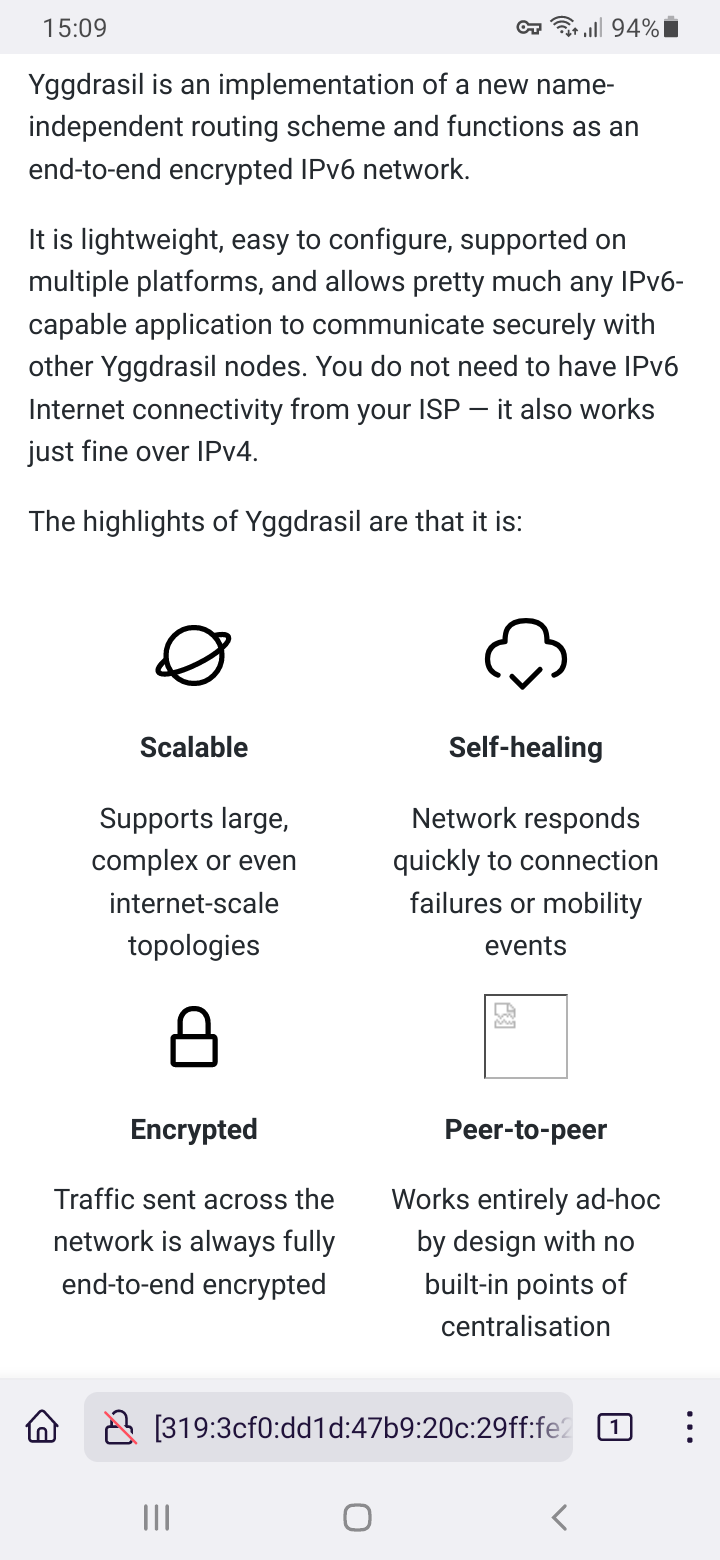 15:09
94%
Yggdrasil is an implementation of a new name-
independent routing scheme and functions as an
end-to-end encrypted IPv6 network.
It is lightweight, easy to configure, supported on
multiple platforms, and allows pretty much any IPv6-
capable application to communicate securely with
other Yggdrasil nodes. You do not need to have IPv6
Internet connectivity from your ISP — it also works
just fine over IPv4.
The highlights of Yggdrasil are that it is:
Scalable
Supports large,
complex or even
internet-scale
topologies
Self-healing
Network responds
quickly to connection
failures or mobility
events
Encrypted
Traffic sent across the
network is always fully
end-to-end encrypted
Peer-to-peer
Works entirely ad-hoc
by design with no
built-in points of
centralisation
[319:3cf0:dd1d:47b9:20c:29ff:fe2
1